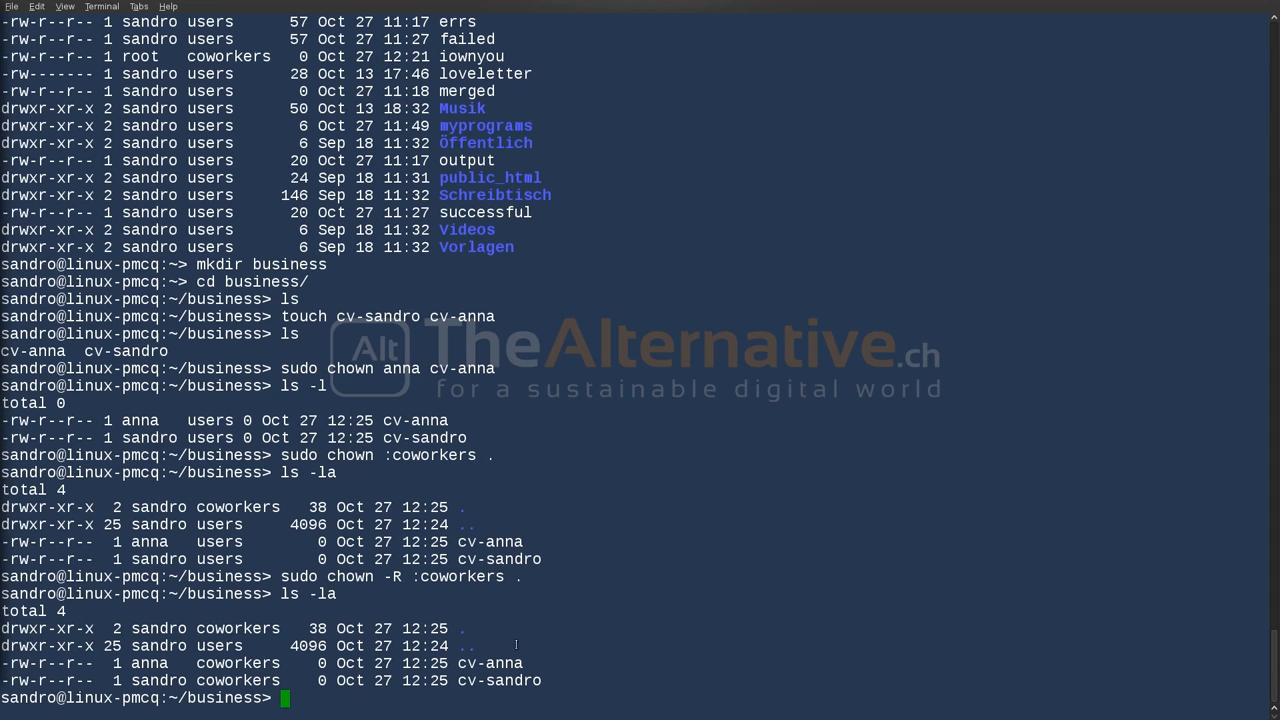 File Edit View Terminal Tabs Help
-rw-r--r-- 1 sandro users      57 Oct 27 11:17 errs
-rw-r--r-- 1 sandro users      57 Oct 27 11:27 failed
-rw-r--r-- 1 root   coworkers   0 Oct 27 12:21 iownyou
-rw------- 1 sandro users      28 Oct 13 17:46 loveletter
-rw-r--r-- 1 sandro users       0 Oct 27 11:18 merged
drwxr-xr-x 2 sandro users      50 Oct 13 18:32 Musik
drwxr-xr-x 2 sandro users       6 Oct 27 11:49 myprograms
drwxr-xr-x 2 sandro users       6 Sep 18 11:32 Öffentlich
-rw-r--r-- 1 sandro users      20 Oct 27 11:17 output
drwxr-xr-x 2 sandro users      24 Sep 18 11:31 public_html
drwxr-xr-x 2 sandro users     146 Sep 18 11:32 Schreibtisch
-rw-r--r-- 1 sandro users      20 Oct 27 11:27 successful
drwxr-xr-x 2 sandro users       6 Sep 18 11:32 Videos
drwxr-xr-x 2 sandro users       6 Sep 18 11:32 Vorlagen
sandro@linux-pmcq:~> mkdir business
sandro@linux-pmcq:~> cd business/
sandro@linux-pmcq:~/business> ls
sandro@linux-pmcq:~/business> touch cv-sandro cv-anna
sandro@linux-pmcq:~/business> ls
cv-anna  cv-sandro
sandro@linux-pmcq:~/business> sudo chown anna cv-anna
sandro@linux-pmcq:~/business> ls -l
total 0
-rw-r--r-- 1 anna   users 0 Oct 27 12:25 cv-anna
-rw-r--r-- 1 sandro users 0 Oct 27 12:25 cv-sandro
sandro@linux-pmcq:~/business> sudo chown :coworkers .
sandro@linux-pmcq:~/business> ls -la
total 4
drwxr-xr-x  2 sandro coworkers   38 Oct 27 12:25 .
drwxr-xr-x 25 sandro users     4096 Oct 27 12:24 ..
-rw-r--r--  1 anna   users        0 Oct 27 12:25 cv-anna
-rw-r--r--  1 sandro users        0 Oct 27 12:25 cv-sandro
sandro@linux-pmcq:~/business> sudo chown -R :coworkers .
sandro@linux-pmcq:~/business> ls -la
total 4
drwxr-xr-x  2 sandro coworkers   38 Oct 27 12:25 .
drwxr-xr-x 25 sandro users     4096 Oct 27 12:24 ..
-rw-r--r--  1 anna   coworkers    0 Oct 27 12:25 cv-anna
-rw-r--r--  1 sandro coworkers    0 Oct 27 12:25 cv-sandro
sandro@linux-pmcq:~/business>
Alt TheAlternative.ch
for a sustainable digital world